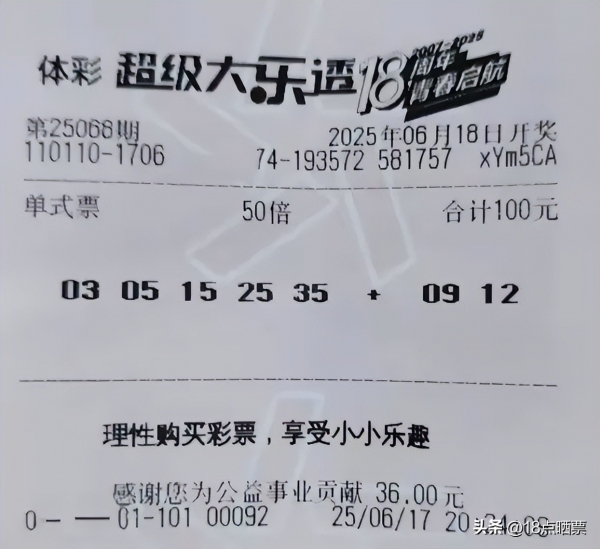 体彩 超级大乐透 18 2007-2025
周年
青春启航
第25068期 2025年06月18日开奖
110110-1706 74-193572 581757 xYm5CA
单式票 50倍 合计100元
03 05 15 25 35 + 09 12
理性购买彩票，享受小小乐趣
感谢您为公益事业贡献 36.00元
0 01-101 00092 25/06/17
头条 @18点晒票